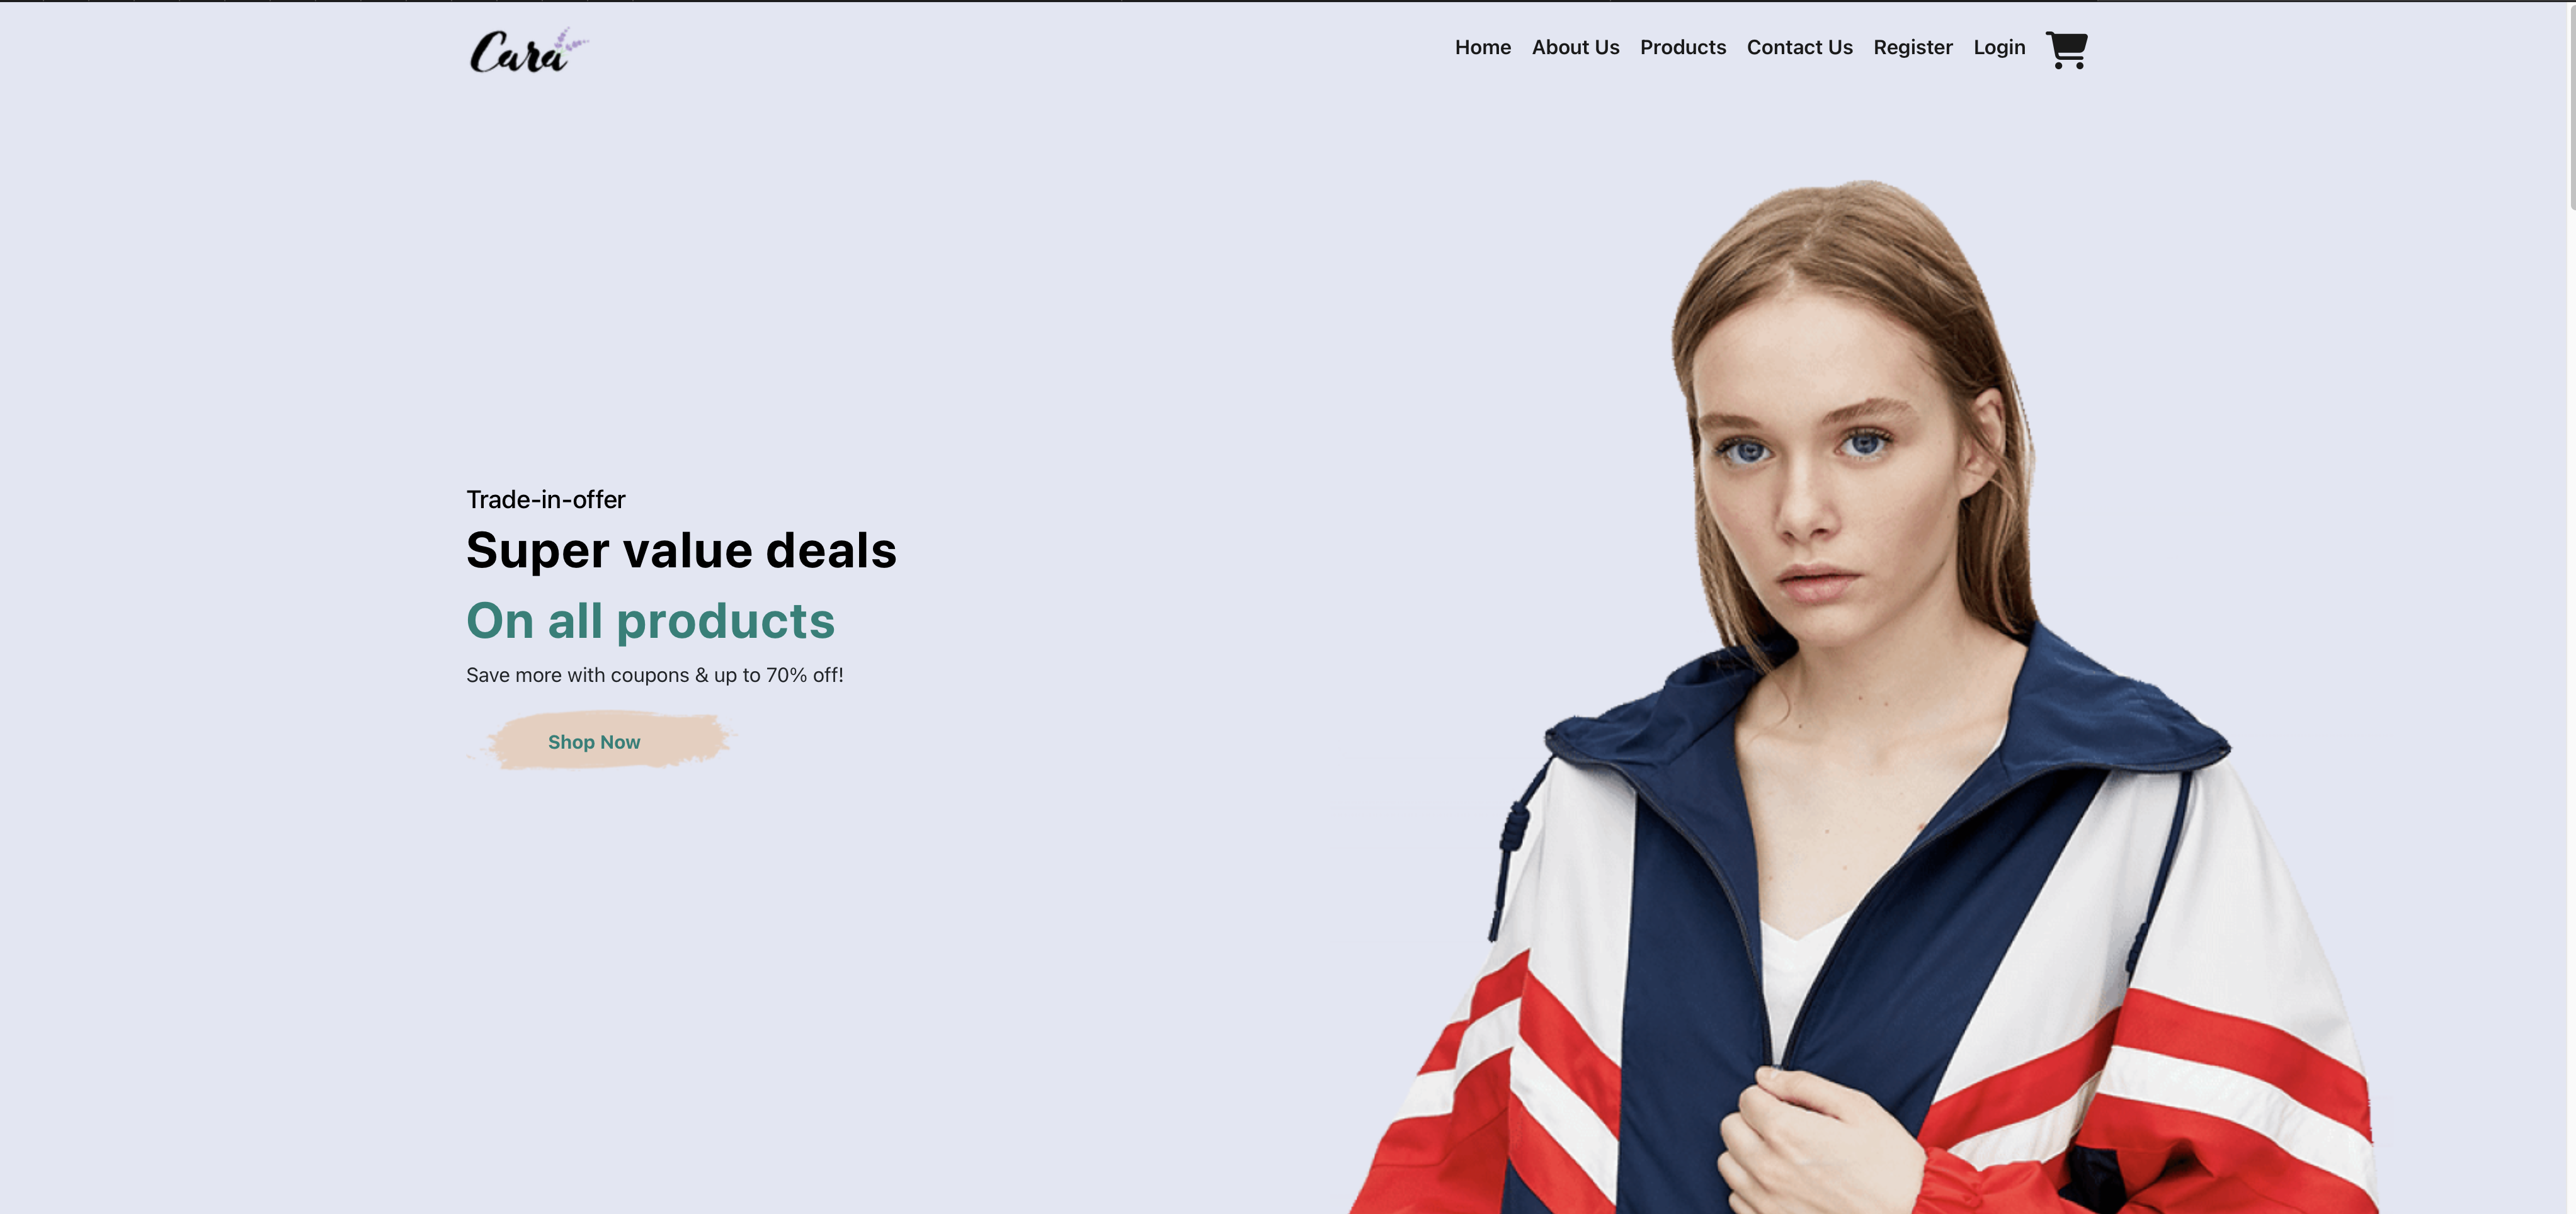 Cara
Home About Us Products Contact Us Register Login
Trade-in-offer
Super value deals
On all products
Save more with coupons & up to 70% off!
Shop Now